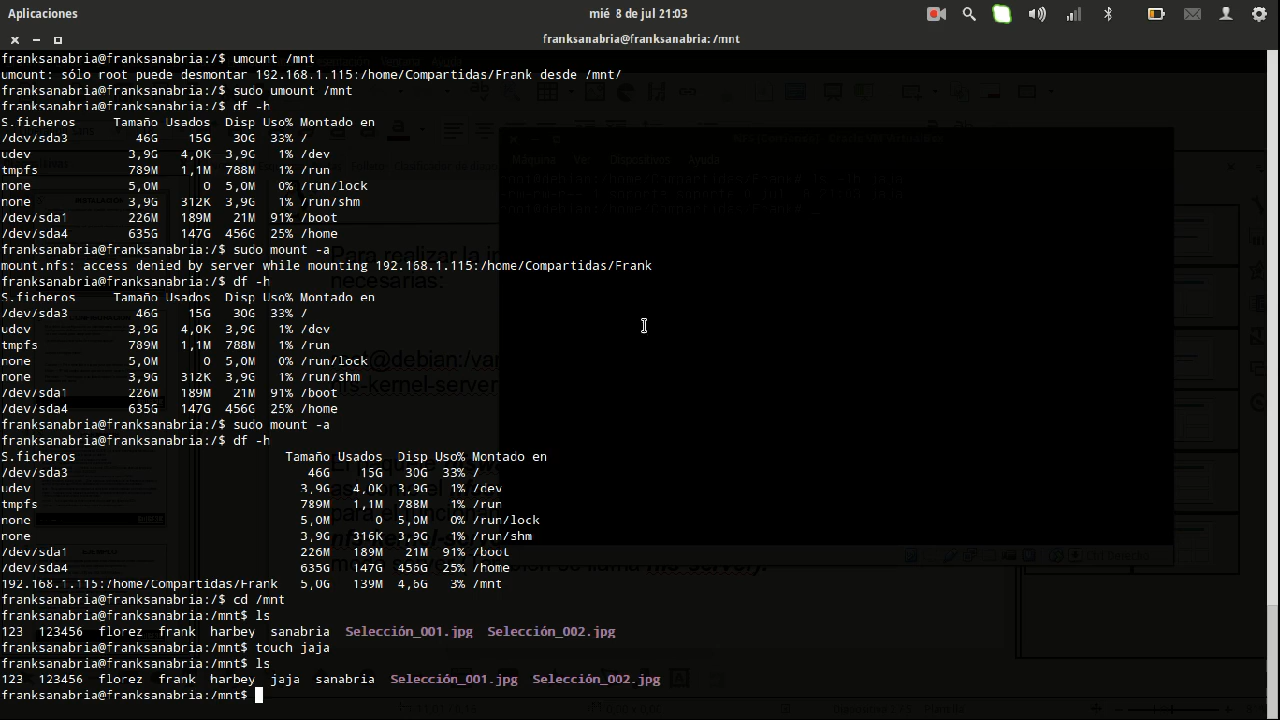 Aplicaciones
mié 8 de jul 21:03
franksanabria@franksanabria: /mnt
franksanabria@franksanabria:/$ umount /mnt
umount: sólo root puede desmontar 192.168.1.115:/home/Compartidas/Frank desde /mnt/
franksanabria@franksanabria:/$ sudo umount /mnt
franksanabria@franksanabria:/$ df -h
S.ficheros Tamaño Usados Disp Uso% Montado en
/dev/sda3 46G 15G 30G 33% /
udev 3,9G 4,0K 3,9G 1% /dev
tmpfs 789M 1,1M 788M 1% /run
none 5,0M 0 5,0M 0% /run/lock
none 3,9G 312K 3,9G 1% /run/shm
/dev/sda1 226M 189M 21M 91% /boot
/dev/sda4 635G 147G 456G 25% /home
franksanabria@franksanabria:/$ sudo mount -a
mount.nfs: access denied by server while mounting 192.168.1.115:/home/Compartidas/Frank
franksanabria@franksanabria:/$ df -h
S.ficheros Tamaño Usados Disp Uso% Montado en
/dev/sda3 46G 15G 30G 33% /
udev 3,9G 4,0K 3,9G 1% /dev
tmpfs 789M 1,1M 788M 1% /run
none 5,0M 0 5,0M 0% /run/lock
none 3,9G 312K 3,9G 1% /run/shm
/dev/sda1 226M 189M 21M 91% /boot
/dev/sda4 635G 147G 456G 25% /home
franksanabria@franksanabria:/$ sudo mount -a
franksanabria@franksanabria:/$ df -h
S.ficheros Tamaño Usados Disp Uso% Montado en
/dev/sda3 46G 15G 30G 33% /
udev 3,9G 4,0K 3,9G 1% /dev
tmpfs 789M 1,1M 788M 1% /run
none 5,0M 0 5,0M 0% /run/lock
none 3,9G 316K 3,9G 1% /run/shm
/dev/sda1 226M 189M 21M 91% /boot
/dev/sda4 635G 147G 456G 25% /home
192.168.1.115:/home/Compartidas/Frank 5,0G 139M 4,6G 3% /mnt
franksanabria@franksanabria:/$ cd /mnt
franksanabria@franksanabria:/mnt$ ls
123 123456 florez frank harbey sanabria Selección_001.jpg Selección_002.jpg
franksanabria@franksanabria:/mnt$ touch jaja
franksanabria@franksanabria:/mnt$ ls
123 123456 florez frank harbey jaja sanabria Selección_001.jpg Selección_002.jpg
franksanabria@franksanabria:/mnt$
Máquina Ver Dispositivos Ayuda
Para realizar la
necesarias: